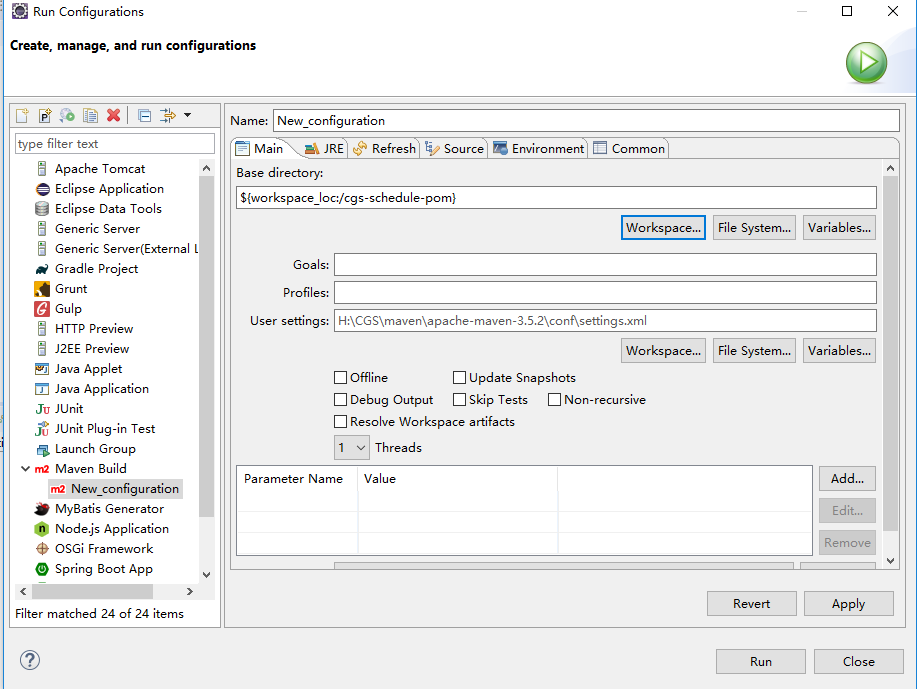 Run Configurations
Create, manage, and run configurations
type filter text
Apache Tomcat
Eclipse Application
Eclipse Data Tools
Generic Server
Generic Server(External L
Gradle Project
Grunt
Gulp
HTTP Preview
J2EE Preview
Java Applet
Java Application
JUnit
JUnit Plug-in Test
Launch Group
Maven Build
New_configuration
MyBatis Generator
Node.js Application
OSGi Framework
Spring Boot App
Filter matched 24 of 24 items
Name: New_configuration
Main JRE Refresh Source Environment Common
Base directory:
${workspace_loc:/cgs-schedule-pom}
Workspace... File System... Variables...
Goals:
Profiles:
User settings: H:\CGS\maven\apache-maven-3.5.2\conf\settings.xml
Workspace... File System... Variables...
Offline Update Snapshots
Debug Output Skip Tests Non-recursive
Resolve Workspace artifacts
1 Threads
Parameter Name Value Add...
Edit...
Remove
Revert Apply
Run Close